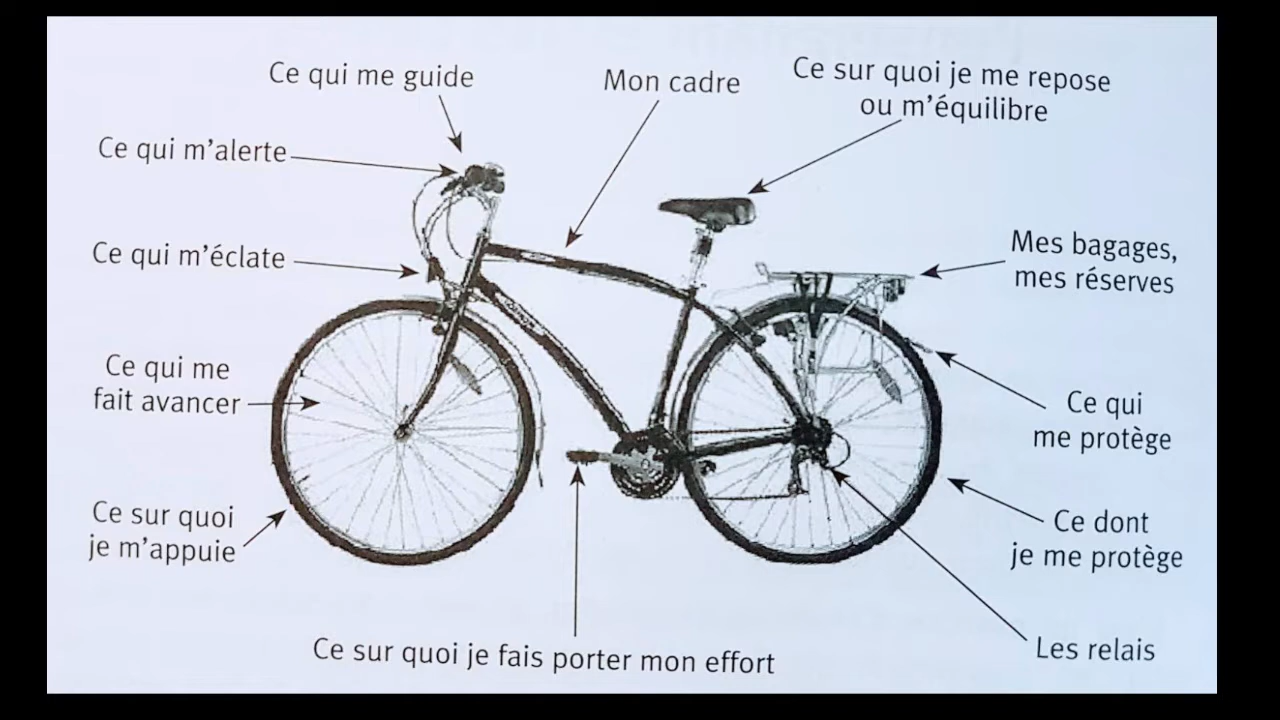 Ce qui me guide
Mon cadre
Ce sur quoi je me repose
ou m'équilibre
Ce qui m'alerte
Ce qui m'éclate
Mes bagages,
mes réserves
Ce qui me
fait avancer
Ce qui
me protège
Ce sur quoi
je m'appuie
Ce dont
je me protège
Ce sur quoi je fais porter mon effort
Les relais